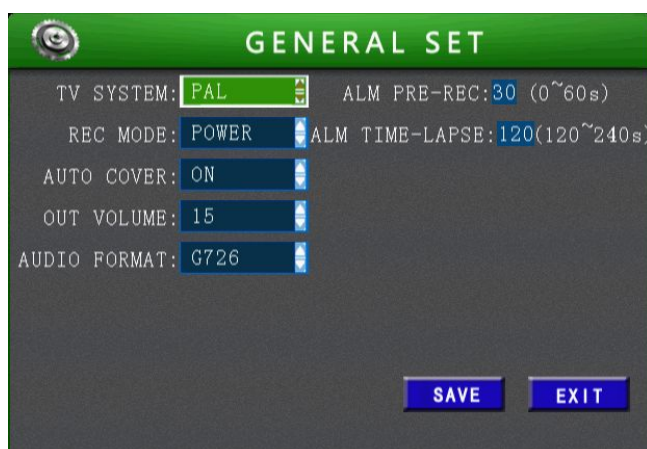 GENERAL SET
TV SYSTEM: PAL ALM PRE-REC:30 (0~60s)
REC MODE: POWER ALM TIME-LAPSE:120(120~240s)
AUTO COVER: ON
OUT VOLUME: 15
AUDIO FORMAT: G726
SAVE EXIT